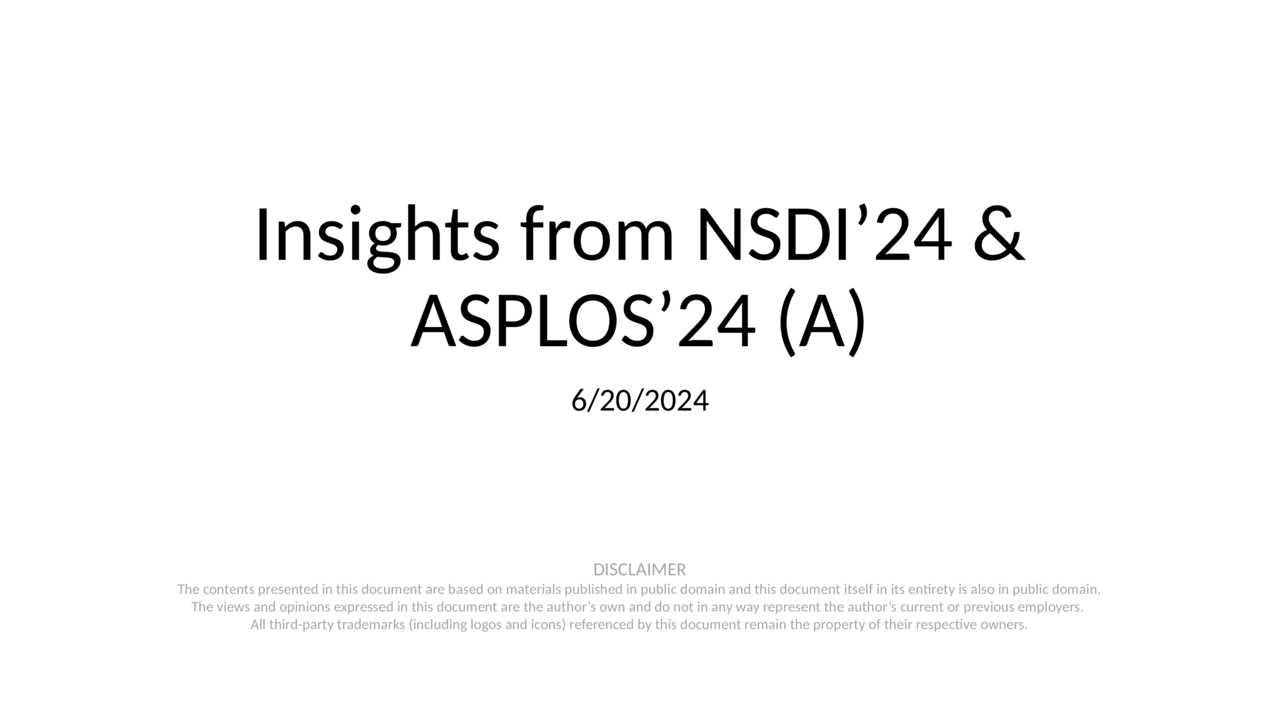 Insights from NSDI’24 &
ASPLOS’24 (A)
6/20/2024
DISCLAIMER
The contents presented in this document are based on materials published in public domain and this document itself in its entirety is also in public domain.
The views and opinions expressed in this document are the author’s own and do not in any way represent the author’s current or previous employers.
All third-party trademarks (including logos and icons) referenced by this document remain the property of their respective owners.